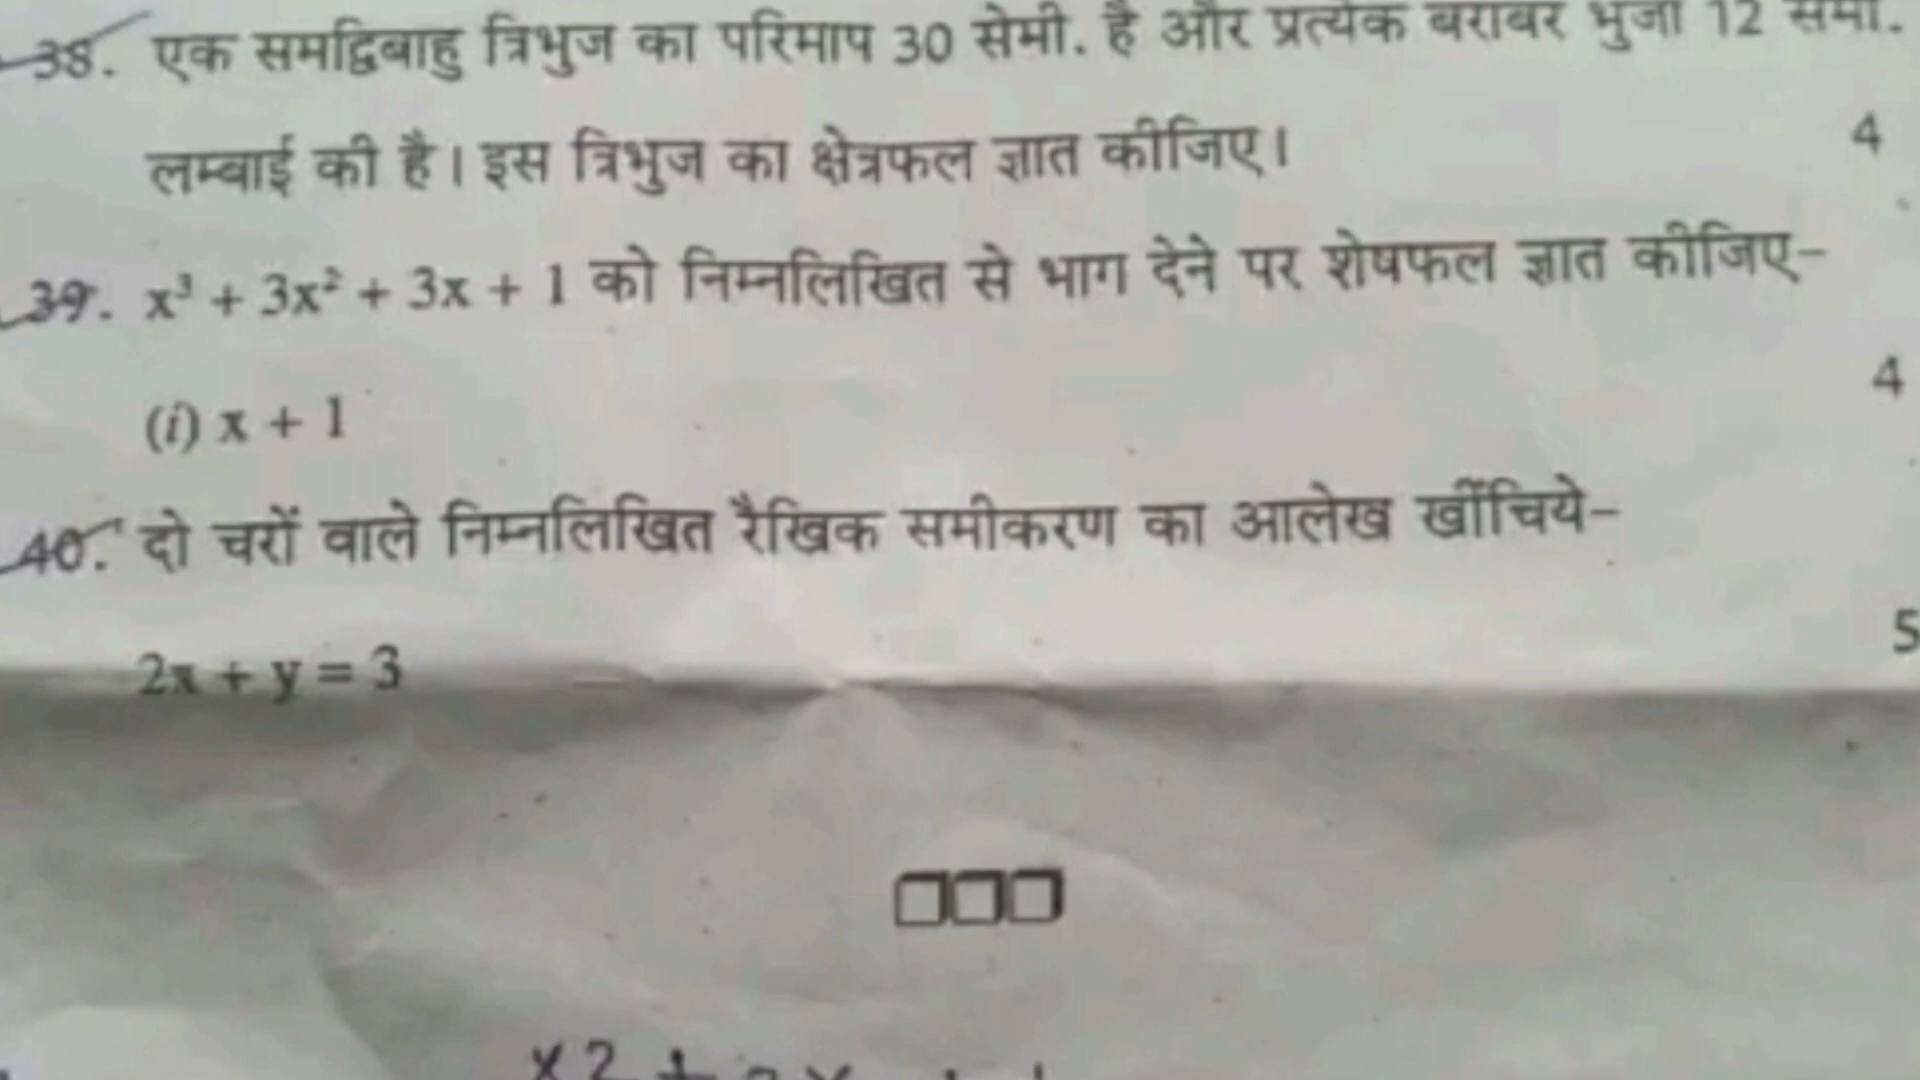 38. एक समद्विबाहु त्रिभुज का परिमाप 30 सेमी. है और प्रत्येक बराबर भुजा 12 सेमी.
लम्बाई की है। इस त्रिभुज का क्षेत्रफल ज्ञात कीजिए। 4
39. x³ + 3x² + 3x + 1 को निम्नलिखित से भाग देने पर शेषफल ज्ञात कीजिए–
(i) x + 1 4
40. दो चरों वाले निम्नलिखित रैखिक समीकरण का आलेख खींचिये–
2x + y = 3 5